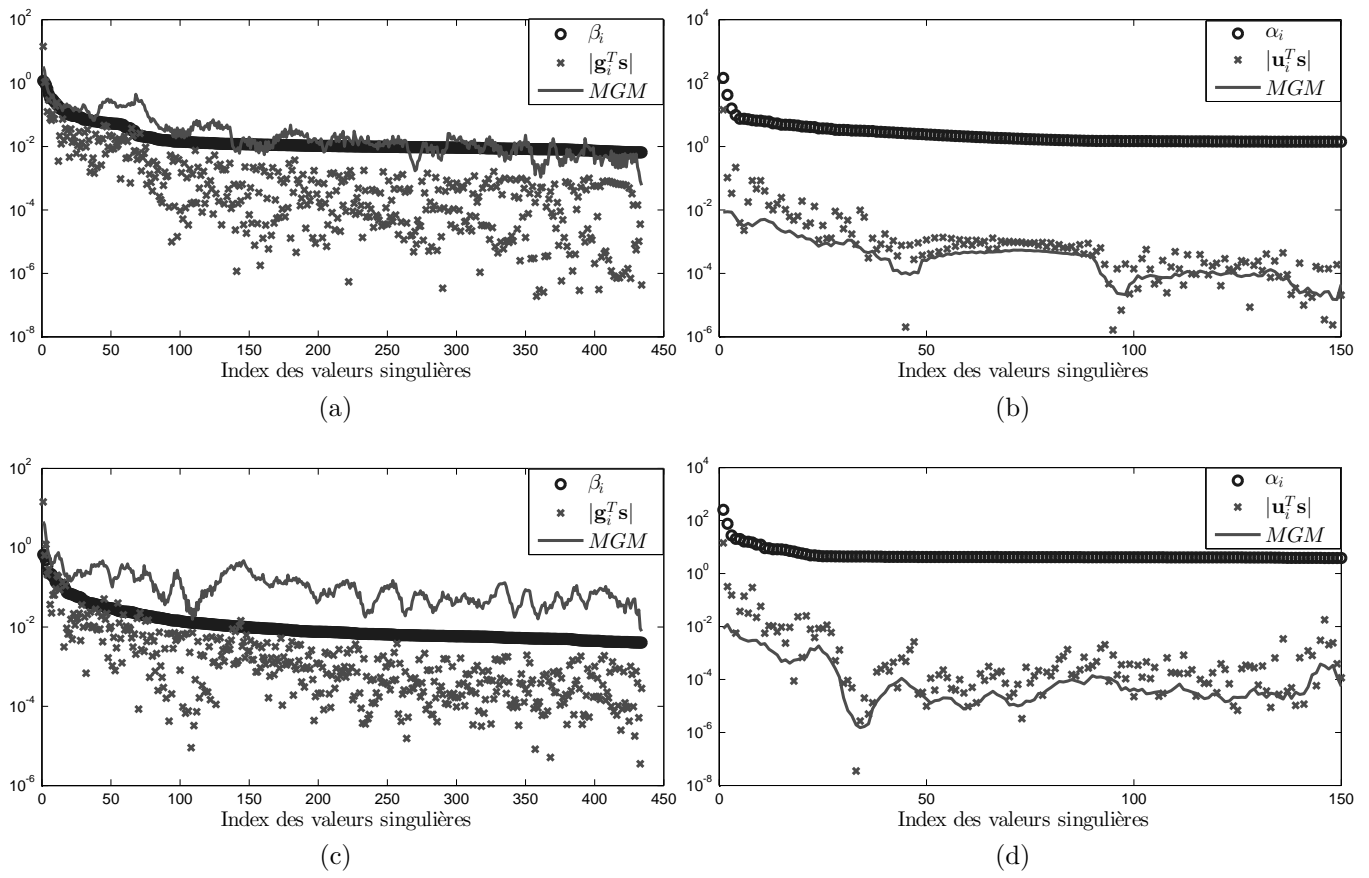 10^2
10^0
10^-2
10^-4
10^-6
10^-8
0 50 100 150 200 250 300 350 400 450
β_i
|g_i^T s|
MGM
Index des valeurs singulières
(a)
10^4
10^2
10^0
10^-2
10^-4
10^-6
0 50 100 150
α_i
|u_i^T s|
MGM
Index des valeurs singulières
(b)
10^2
10^0
10^-2
10^-4
10^-6
0 50 100 150 200 250 300 350 400 450
β_i
|g_i^T s|
MGM
Index des valeurs singulières
(c)
10^4
10^2
10^0
10^-2
10^-4
10^-6
10^-8
0 50 100 150
α_i
|u_i^T s|
MGM
Index des valeurs singulières
(d)